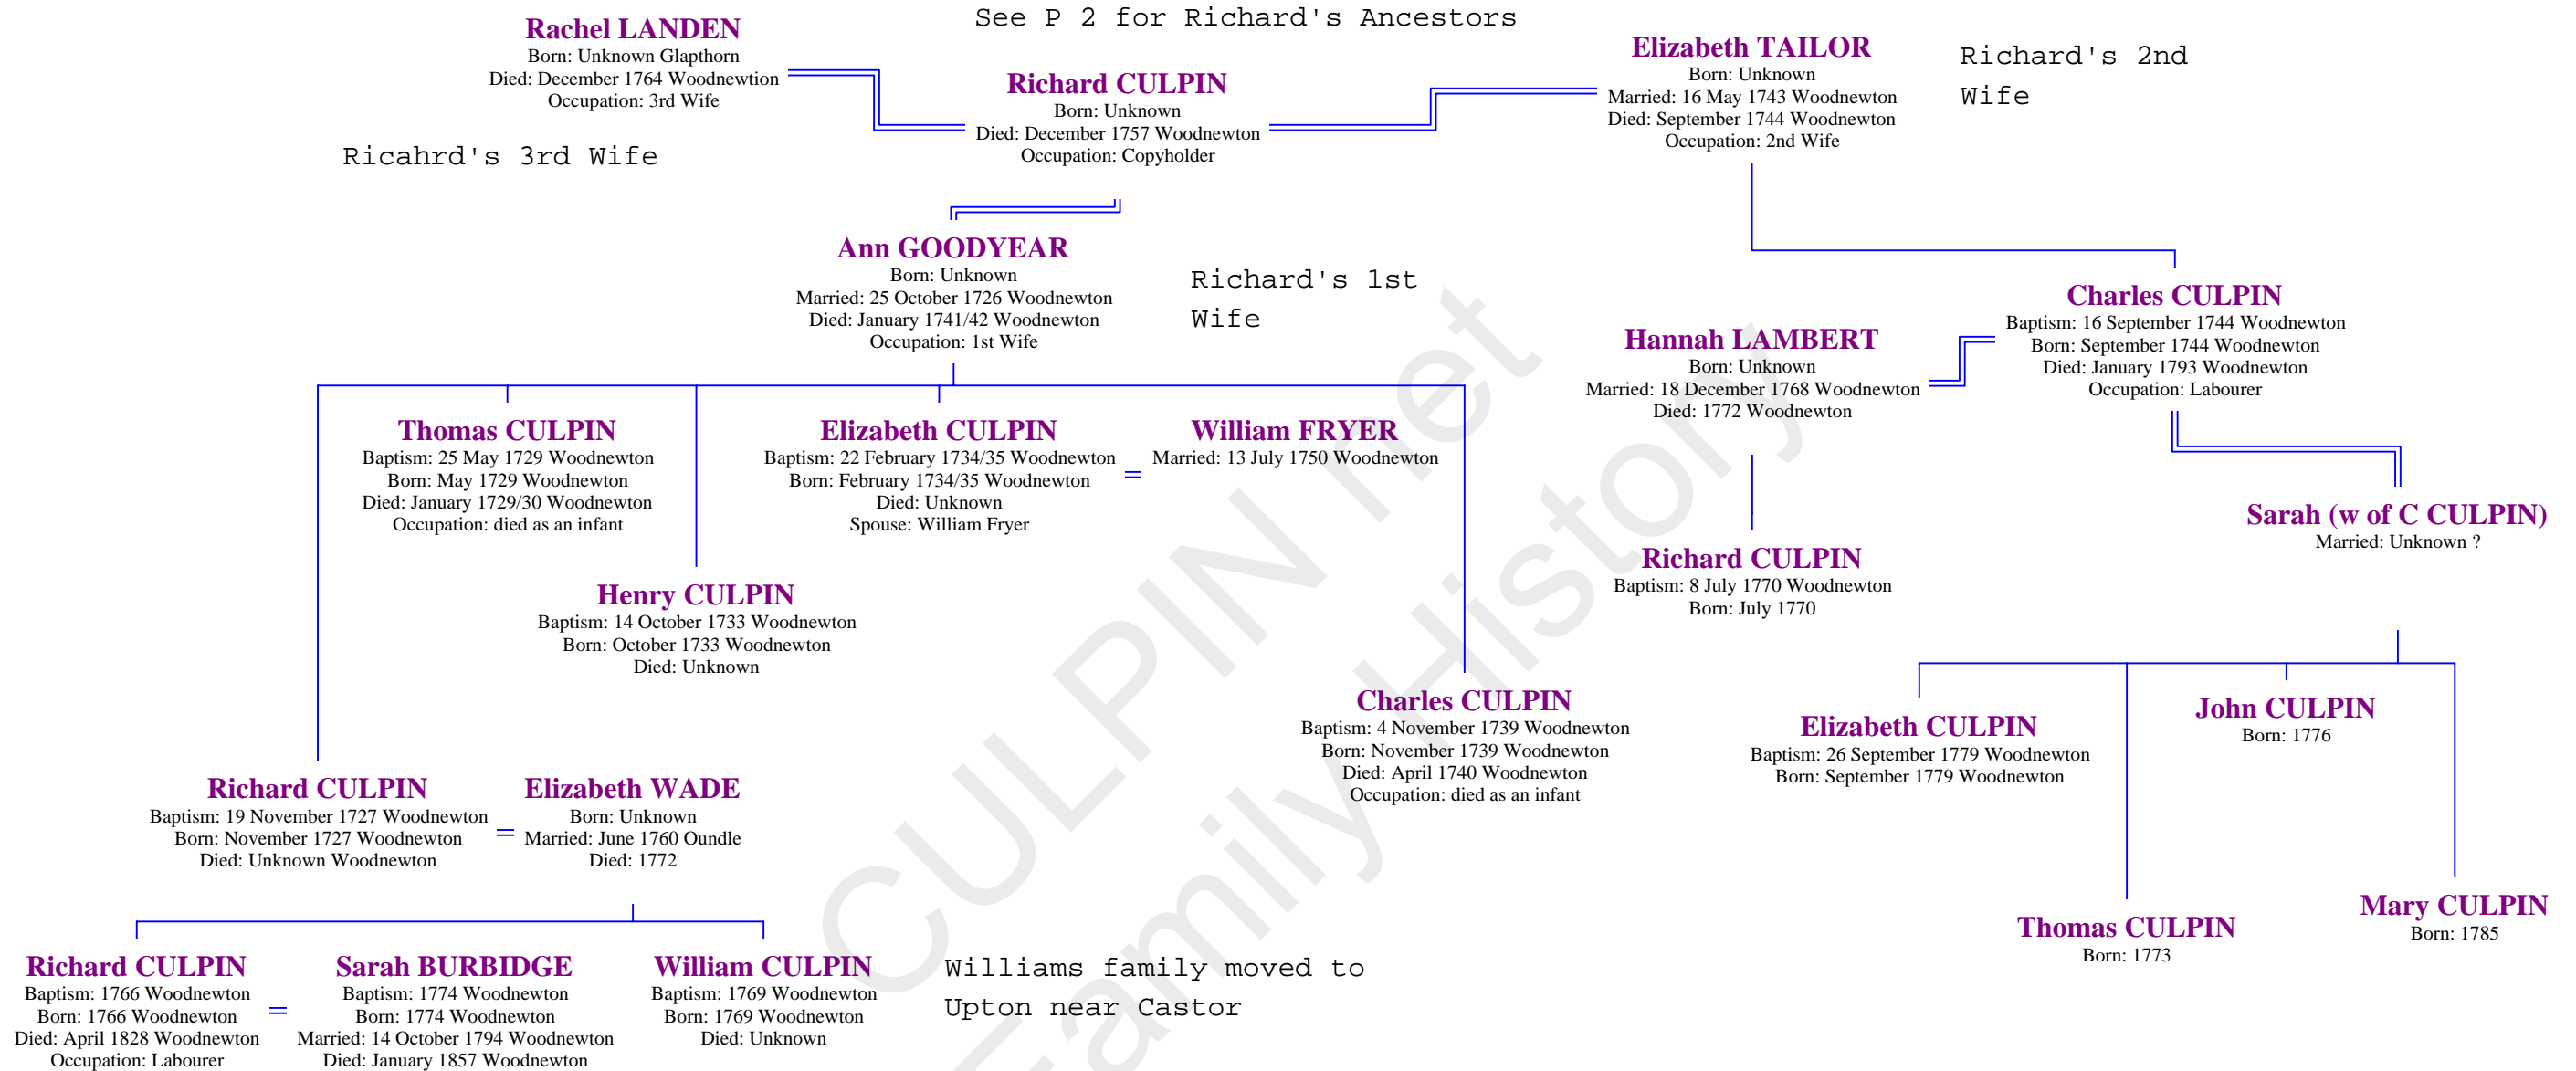 See P 2 for Richard's Ancestors
Rachel LANDEN
Born: Unknown Glapthorn
Died: December 1764 Woodnewtion
Occupation: 3rd Wife
Ricahrd's 3rd Wife
Richard CULPIN
Born: Unknown
Died: December 1757 Woodnewton
Occupation: Copyholder
Elizabeth TAILOR
Born: Unknown
Married: 16 May 1743 Woodnewton
Died: September 1744 Woodnewton
Occupation: 2nd Wife
Richard's 2nd
Wife
Ann GOODYEAR
Born: Unknown
Married: 25 October 1726 Woodnewton
Died: January 1741/42 Woodnewton
Occupation: 1st Wife
Richard's 1st
Wife
Hannah LAMBERT
Born: Unknown
Married: 18 December 1768 Woodnewton
Died: 1772 Woodnewton
Charles CULPIN
Baptism: 16 September 1744 Woodnewton
Born: September 1744 Woodnewton
Died: January 1793 Woodnewton
Occupation: Labourer
Thomas CULPIN
Baptism: 25 May 1729 Woodnewton
Born: May 1729 Woodnewton
Died: January 1729/30 Woodnewton
Occupation: died as an infant
Elizabeth CULPIN
Baptism: 22 February 1734/35 Woodnewton
Born: February 1734/35 Woodnewton
Died: Unknown
Spouse: William Fryer
William FRYER
Married: 13 July 1750 Woodnewton
Sarah (w of C CULPIN)
Married: Unknown ?
Henry CULPIN
Baptism: 14 October 1733 Woodnewton
Born: October 1733 Woodnewton
Died: Unknown
Richard CULPIN
Baptism: 8 July 1770 Woodnewton
Born: July 1770
Charles CULPIN
Baptism: 4 November 1739 Woodnewton
Born: November 1739 Woodnewton
Died: April 1740 Woodnewton
Occupation: died as an infant
Elizabeth CULPIN
Baptism: 26 September 1779 Woodnewton
Born: September 1779 Woodnewton
John CULPIN
Born: 1776
Richard CULPIN
Baptism: 19 November 1727 Woodnewton
Born: November 1727 Woodnewton
Died: Unknown Woodnewton
Elizabeth WADE
Born: Unknown
Married: June 1760 Oundle
Died: 1772
Thomas CULPIN
Born: 1773
Mary CULPIN
Born: 1785
Richard CULPIN
Baptism: 1766 Woodnewton
Born: 1766 Woodnewton
Died: April 1828 Woodnewton
Occupation: Labourer
Sarah BURBIDGE
Baptism: 1774 Woodnewton
Born: 1774 Woodnewton
Married: 14 October 1794 Woodnewton
Died: January 1857 Woodnewton
William CULPIN
Baptism: 1769 Woodnewton
Born: 1769 Woodnewton
Died: Unknown
Williams family moved to
Upton near Castor
CULPIN net
Family History